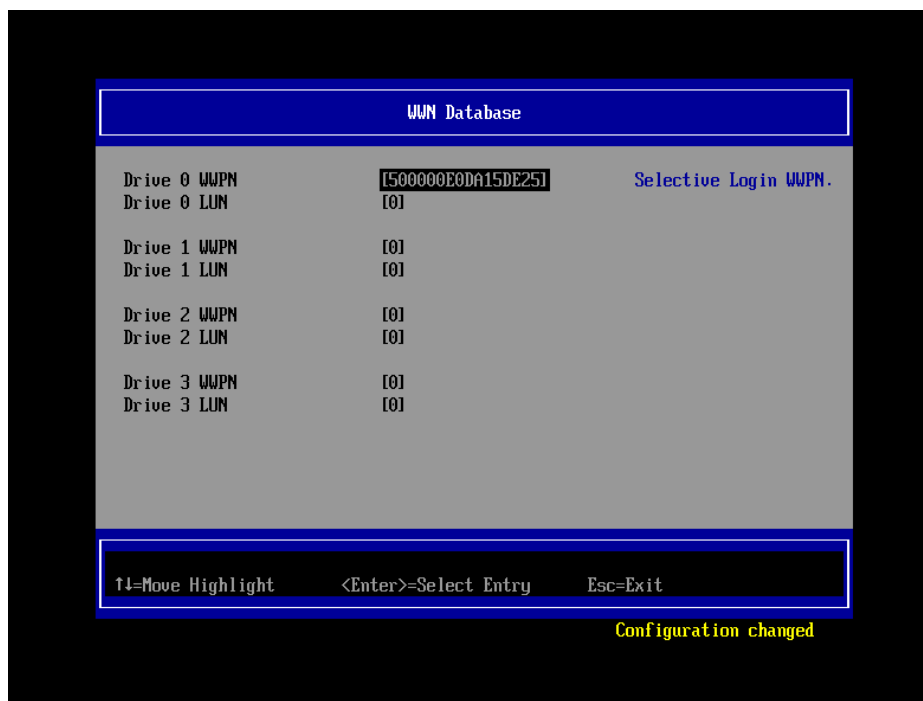 WWN Database
Drive 0 WWPN [500000E0DA15DE25] Selective Login WWPN.
Drive 0 LUN [0]
Drive 1 WWPN [0]
Drive 1 LUN [0]
Drive 2 WWPN [0]
Drive 2 LUN [0]
Drive 3 WWPN [0]
Drive 3 LUN [0]
↑↓=Move Highlight <Enter>=Select Entry Esc=Exit
Configuration changed